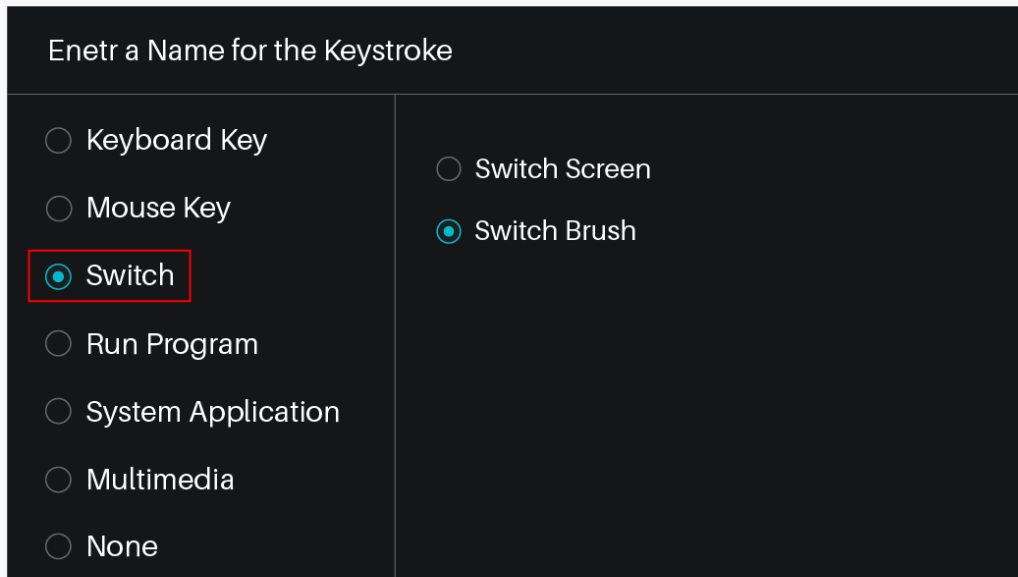 Enetr a Name for the Keystroke
Keyboard Key
Mouse Key
Switch
Run Program
System Application
Multimedia
None
Switch Screen
Switch Brush